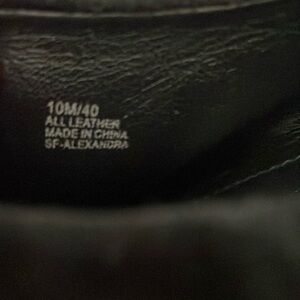 10M/40
ALL LEATHER
MADE IN CHINA
SF-ALEXANDRA